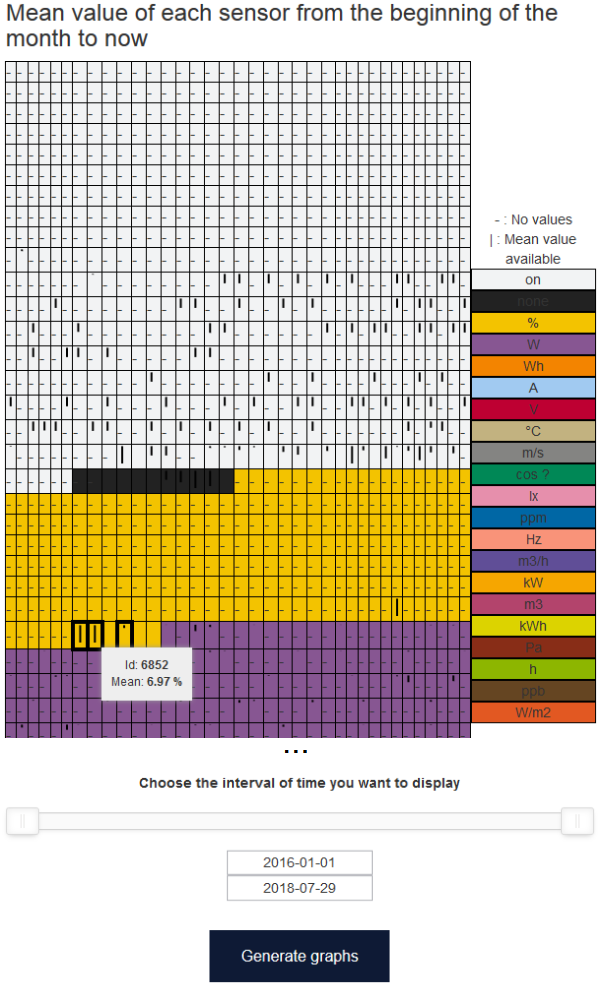 Mean value of each sensor from the beginning of the
month to now
- : No values
| : Mean value
available
on
none
%
W
Wh
A
V
°C
m/s
cos ?
lx
ppm
Hz
m3/h
kW
m3
kWh
Pa
h
ppb
W/m2
Id: 6852
Mean: 6.97 %
...
Choose the interval of time you want to display
2016-01-01
2018-07-29
Generate graphs